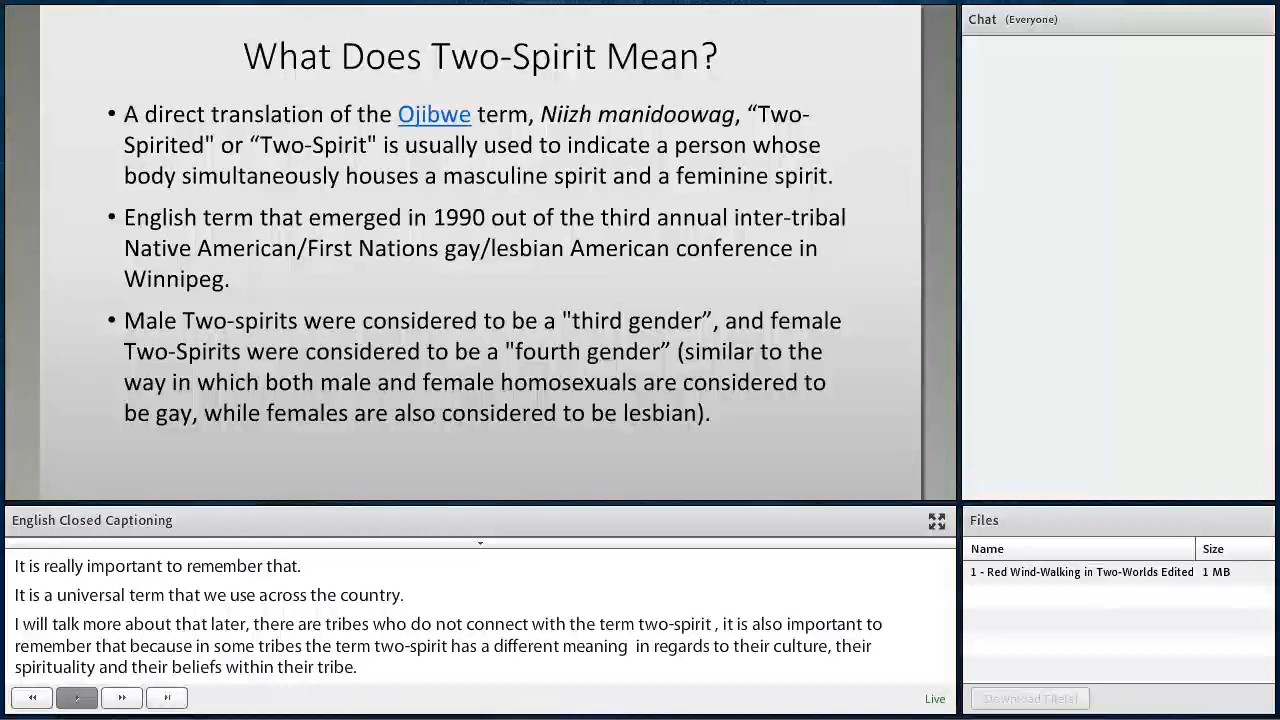 What Does Two-Spirit Mean?
• A direct translation of the Ojibwe term, Niizh manidoowag, “Two-
Spirited" or “Two-Spirit" is usually used to indicate a person whose
body simultaneously houses a masculine spirit and a feminine spirit.
• English term that emerged in 1990 out of the third annual inter-tribal
Native American/First Nations gay/lesbian American conference in
Winnipeg.
• Male Two-spirits were considered to be a "third gender”, and female
Two-Spirits were considered to be a "fourth gender” (similar to the
way in which both male and female homosexuals are considered to
be gay, while females are also considered to be lesbian).
Chat (Everyone)
English Closed Captioning
It is really important to remember that.
It is a universal term that we use across the country.
I will talk more about that later, there are tribes who do not connect with the term two-spirit , it is also important to
remember that because in some tribes the term two-spirit has a different meaning  in regards to their culture, their
spirituality and their beliefs within their tribe.
Live
Files
Name Size
1 - Red Wind-Walking in Two-Worlds Edited 1 MB
Download File(s)